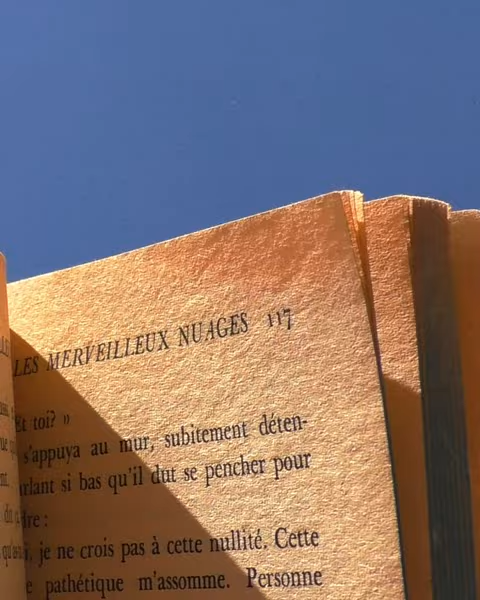 LES MERVEILLEUX NUAGES 117
Et toi? »
s'appuya au mur, subitement déten-
rlant si bas qu'il dut se pencher pour
dre :
je ne crois pas à cette nullité. Cette
pathétique m'assomme. Personne